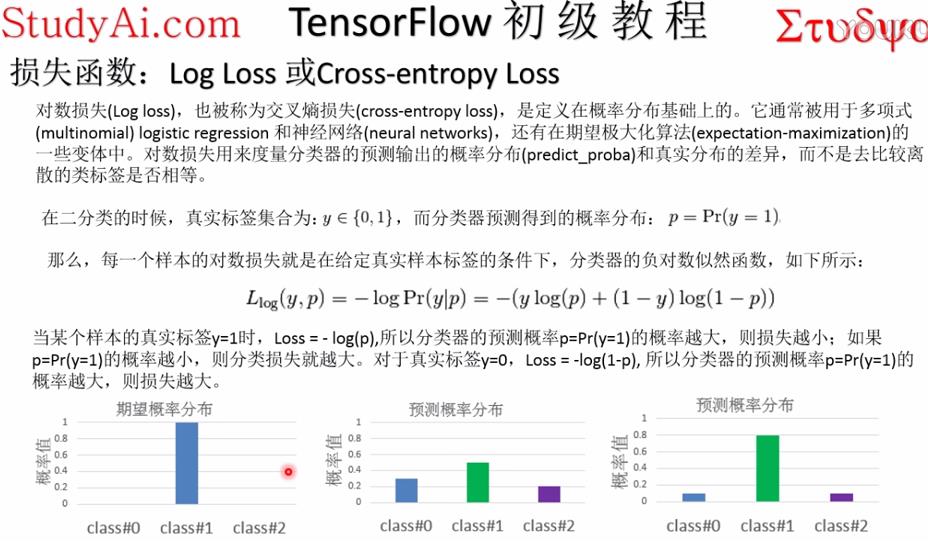 StudyAi.com TensorFlow 初级教程 Στυdψο
损失函数：Log Loss 或Cross-entropy Loss
对数损失(Log loss)，也被称为交叉熵损失(cross-entropy loss)，是定义在概率分布基础上的。它通常被用于多项式
(multinomial) logistic regression 和神经网络(neural networks)，还有在期望极大化算法(expectation-maximization)的
一些变体中。对数损失用来度量分类器的预测输出的概率分布(predict_proba)和真实分布的差异，而不是去比较离
散的类标签是否相等。
在二分类的时候，真实标签集合为：y ∈ {0, 1}，而分类器预测得到的概率分布： p = Pr(y = 1)
那么，每一个样本的对数损失就是在给定真实样本标签的条件下，分类器的负对数似然函数，如下所示：
L_log(y, p) = − log Pr(y|p) = −(y log(p) + (1 − y) log(1 − p))
当某个样本的真实标签y=1时，Loss = - log(p),所以分类器的预测概率p=Pr(y=1)的概率越大，则损失越小；如果
p=Pr(y=1)的概率越小，则分类损失就越大。对于真实标签y=0，Loss = -log(1-p), 所以分类器的预测概率p=Pr(y=1)的
概率越大，则损失越大。
期望概率分布
概率值
1
0.8
0.6
0.4
0.2
0
class#0 class#1 class#2
预测概率分布
概率值
1
0.8
0.6
0.4
0.2
0
class#0 class#1 class#2
预测概率分布
概率值
1
0.8
0.6
0.4
0.2
0
class#0 class#1 class#2